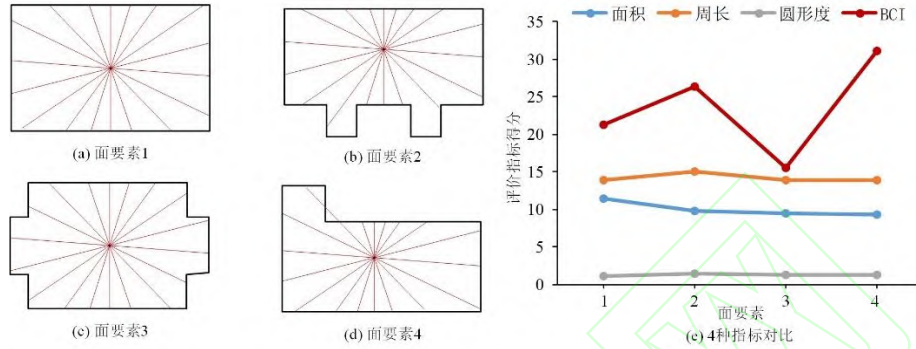 (a) 面要素1
(b) 面要素2
(c) 面要素3
(d) 面要素4
面积 周长 圆形度 BCI
评价指标得分
35
30
25
20
15
10
5
0
1 2 3 4
面要素
(e) 4种指标对比